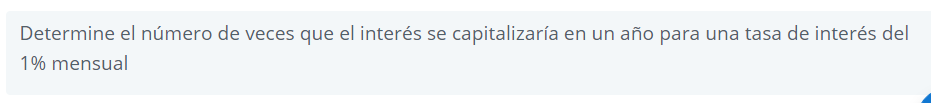 Determine el número de veces que el interés se capitalizaría en un año para una tasa de interés del
1% mensual